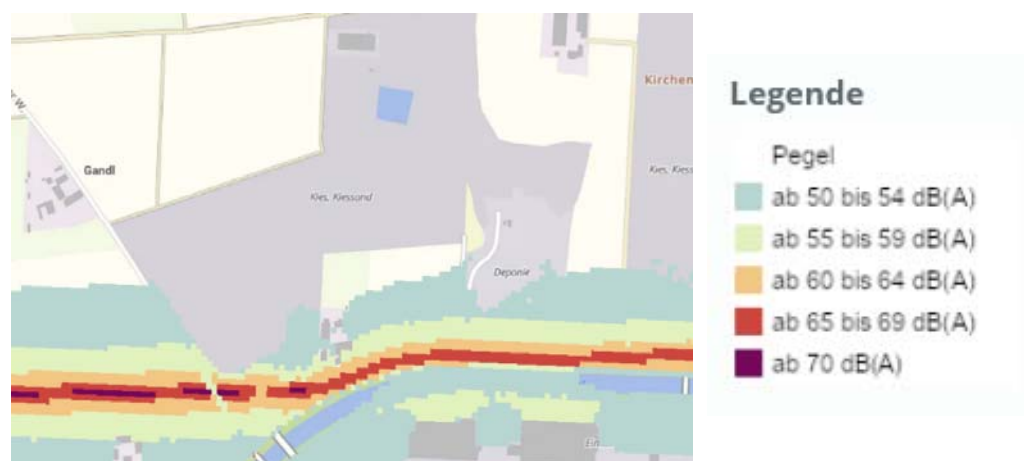 Kirchen
Gandl
Kies, Kiessand
Kies, Kiess
Deponie
Ein
Legende
Pegel
ab 50 bis 54 dB(A)
ab 55 bis 59 dB(A)
ab 60 bis 64 dB(A)
ab 65 bis 69 dB(A)
ab 70 dB(A)